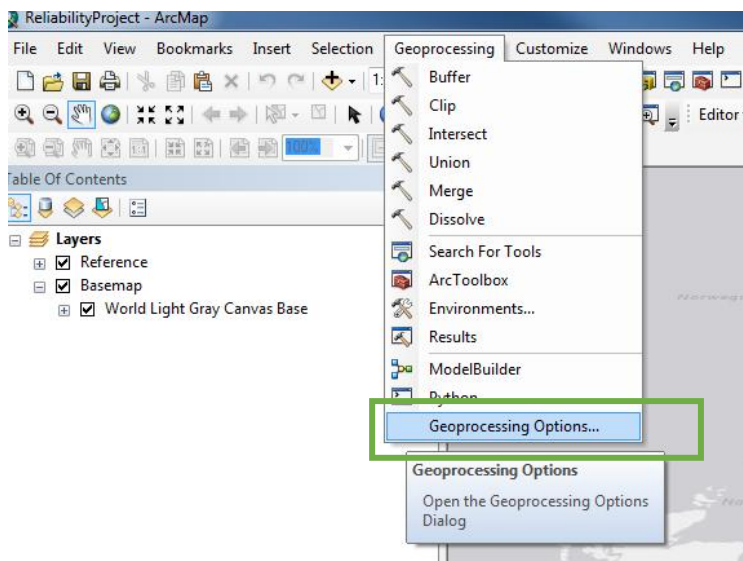 ReliabilityProject - ArcMap
File Edit View Bookmarks Insert Selection Geoprocessing Customize Windows Help
1:
Editor
100%
Table Of Contents
Layers
Reference
Basemap
World Light Gray Canvas Base
Buffer
Clip
Intersect
Union
Merge
Dissolve
Search For Tools
ArcToolbox
Environments...
Results
ModelBuilder
Python
Geoprocessing Options...
Geoprocessing Options
Open the Geoprocessing Options
Dialog